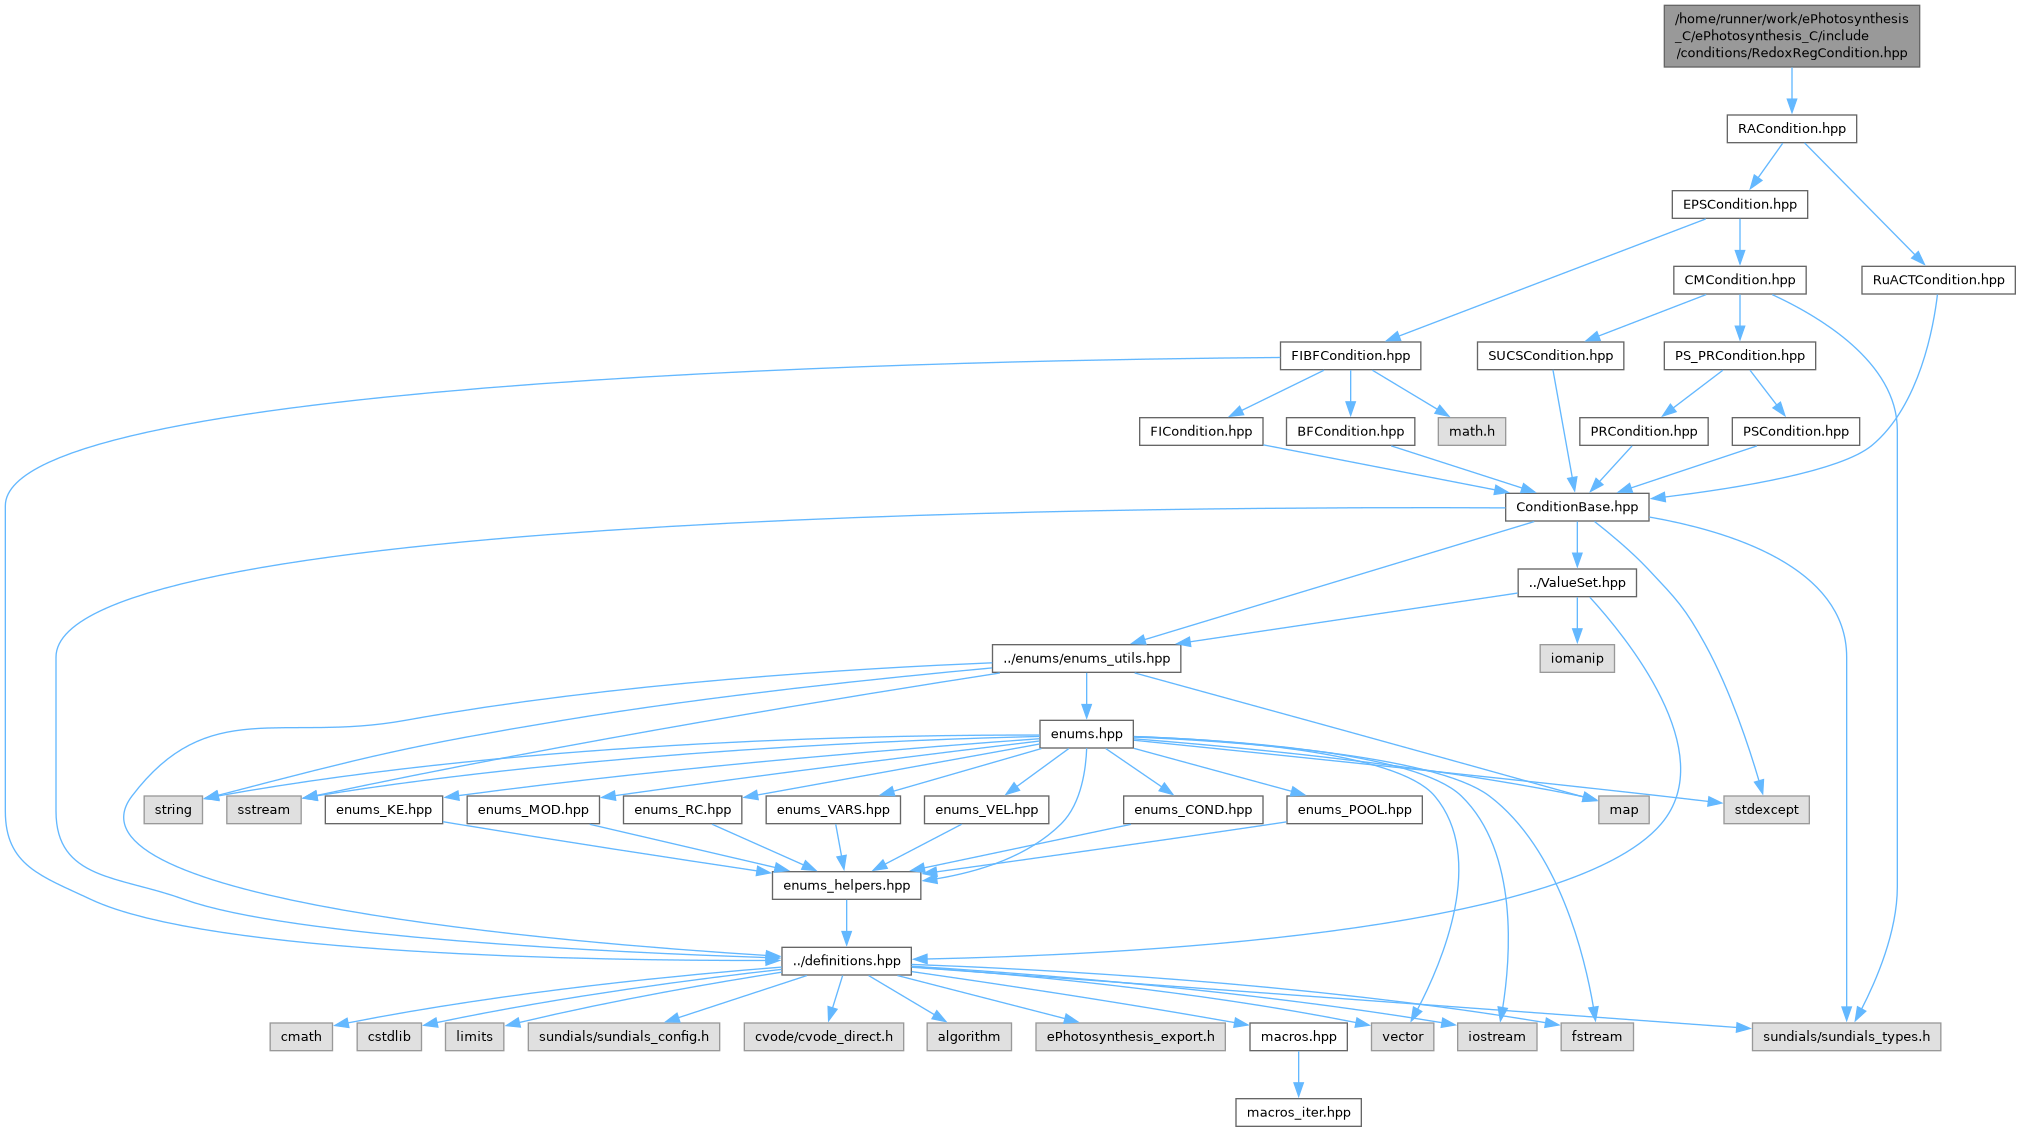 /home/runner/work/ePhotosynthesis
_C/ePhotosynthesis_C/include
/conditions/RedoxRegCondition.hpp
RACondition.hpp
EPSCondition.hpp
CMCondition.hpp
RuACTCondition.hpp
FIBFCondition.hpp
SUCSCondition.hpp
PS_PRCondition.hpp
FICondition.hpp
BFCondition.hpp
math.h
PRCondition.hpp
PSCondition.hpp
ConditionBase.hpp
../ValueSet.hpp
../enums/enums_utils.hpp
iomanip
enums.hpp
string
sstream
enums_KE.hpp
enums_MOD.hpp
enums_RC.hpp
enums_VARS.hpp
enums_VEL.hpp
enums_COND.hpp
enums_POOL.hpp
map
stdexcept
enums_helpers.hpp
../definitions.hpp
cmath
cstdlib
limits
sundials/sundials_config.h
cvode/cvode_direct.h
algorithm
ePhotosynthesis_export.h
macros.hpp
vector
iostream
fstream
sundials/sundials_types.h
macros_iter.hpp